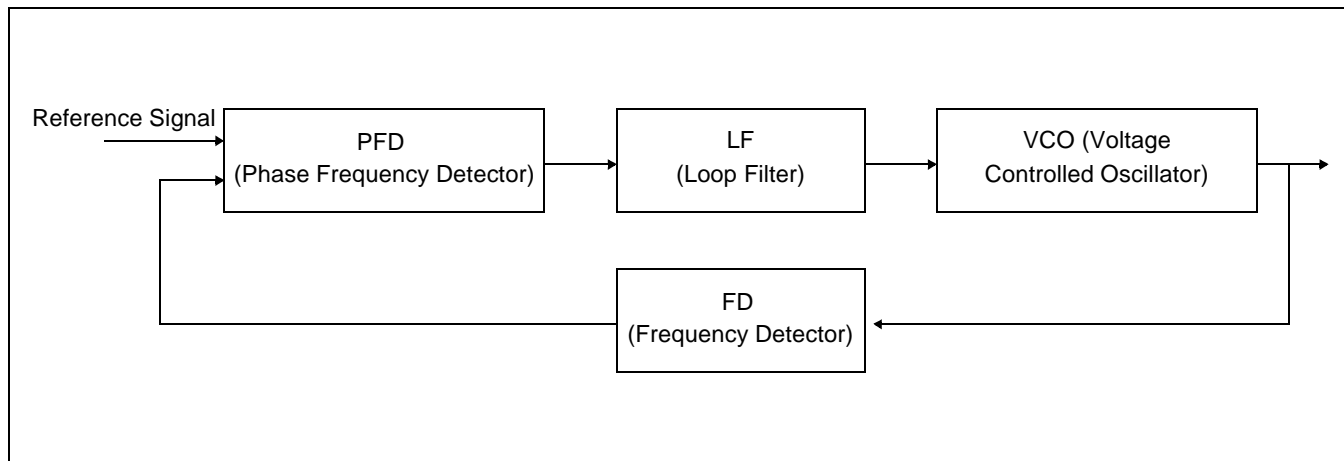 Reference Signal
PFD
(Phase Frequency Detector)
LF
(Loop Filter)
VCO (Voltage
Controlled Oscillator)
FD
(Frequency Detector)